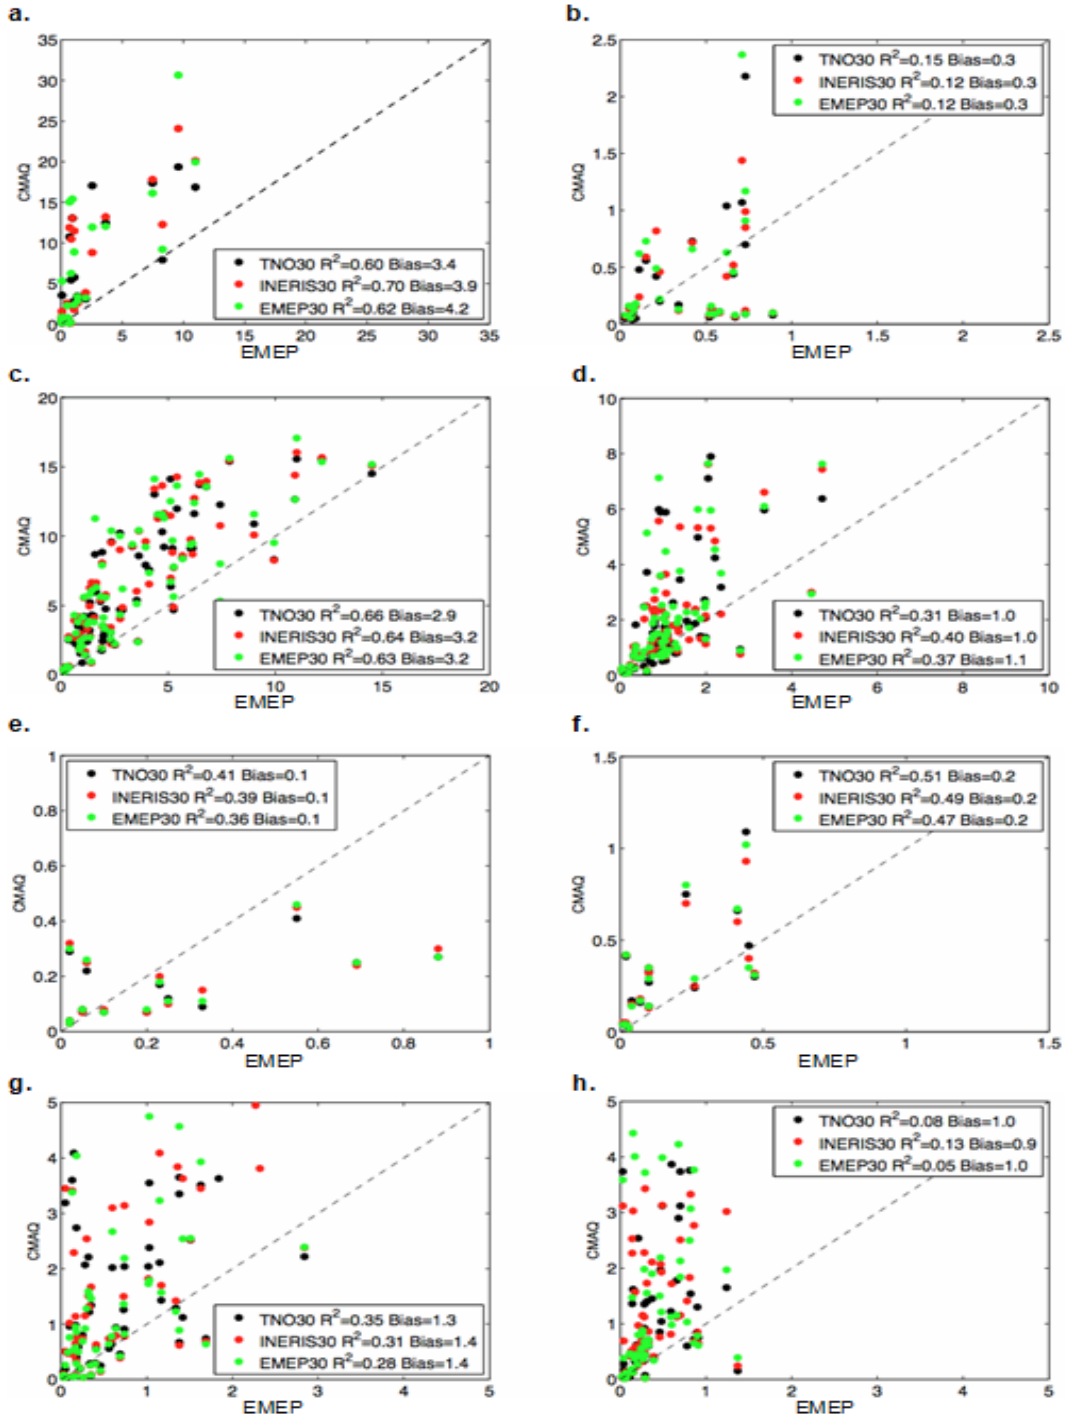 a.
35
30
25
20
15
10
5
0
CMAQ
TNO30 R²=0.60 Bias=3.4
INERIS30 R²=0.70 Bias=3.9
EMEP30 R²=0.62 Bias=4.2
0 5 10 15 20 25 30 35
EMEP
b.
2.5
2
1.5
1
0.5
0
CMAQ
TNO30 R²=0.15 Bias=0.3
INERIS30 R²=0.12 Bias=0.3
EMEP30 R²=0.12 Bias=0.3
0 0.5 1 1.5 2 2.5
EMEP
c.
20
15
10
5
0
CMAQ
TNO30 R²=0.66 Bias=2.9
INERIS30 R²=0.64 Bias=3.2
EMEP30 R²=0.63 Bias=3.2
0 5 10 15 20
EMEP
d.
10
8
6
4
2
0
CMAQ
TNO30 R²=0.31 Bias=1.0
INERIS30 R²=0.40 Bias=1.0
EMEP30 R²=0.37 Bias=1.1
0 2 4 6 8 10
EMEP
e.
1
0.8
0.6
0.4
0.2
0
CMAQ
TNO30 R²=0.41 Bias=0.1
INERIS30 R²=0.39 Bias=0.1
EMEP30 R²=0.36 Bias=0.1
0 0.2 0.4 0.6 0.8 1
EMEP
f.
1.5
1
0.5
0
CMAQ
TNO30 R²=0.51 Bias=0.2
INERIS30 R²=0.49 Bias=0.2
EMEP30 R²=0.47 Bias=0.2
0 0.5 1 1.5
EMEP
g.
5
4
3
2
1
0
CMAQ
TNO30 R²=0.35 Bias=1.3
INERIS30 R²=0.31 Bias=1.4
EMEP30 R²=0.28 Bias=1.4
0 1 2 3 4 5
EMEP
h.
5
4
3
2
1
0
CMAQ
TNO30 R²=0.08 Bias=1.0
INERIS30 R²=0.13 Bias=0.9
EMEP30 R²=0.05 Bias=1.0
0 1 2 3 4 5
EMEP